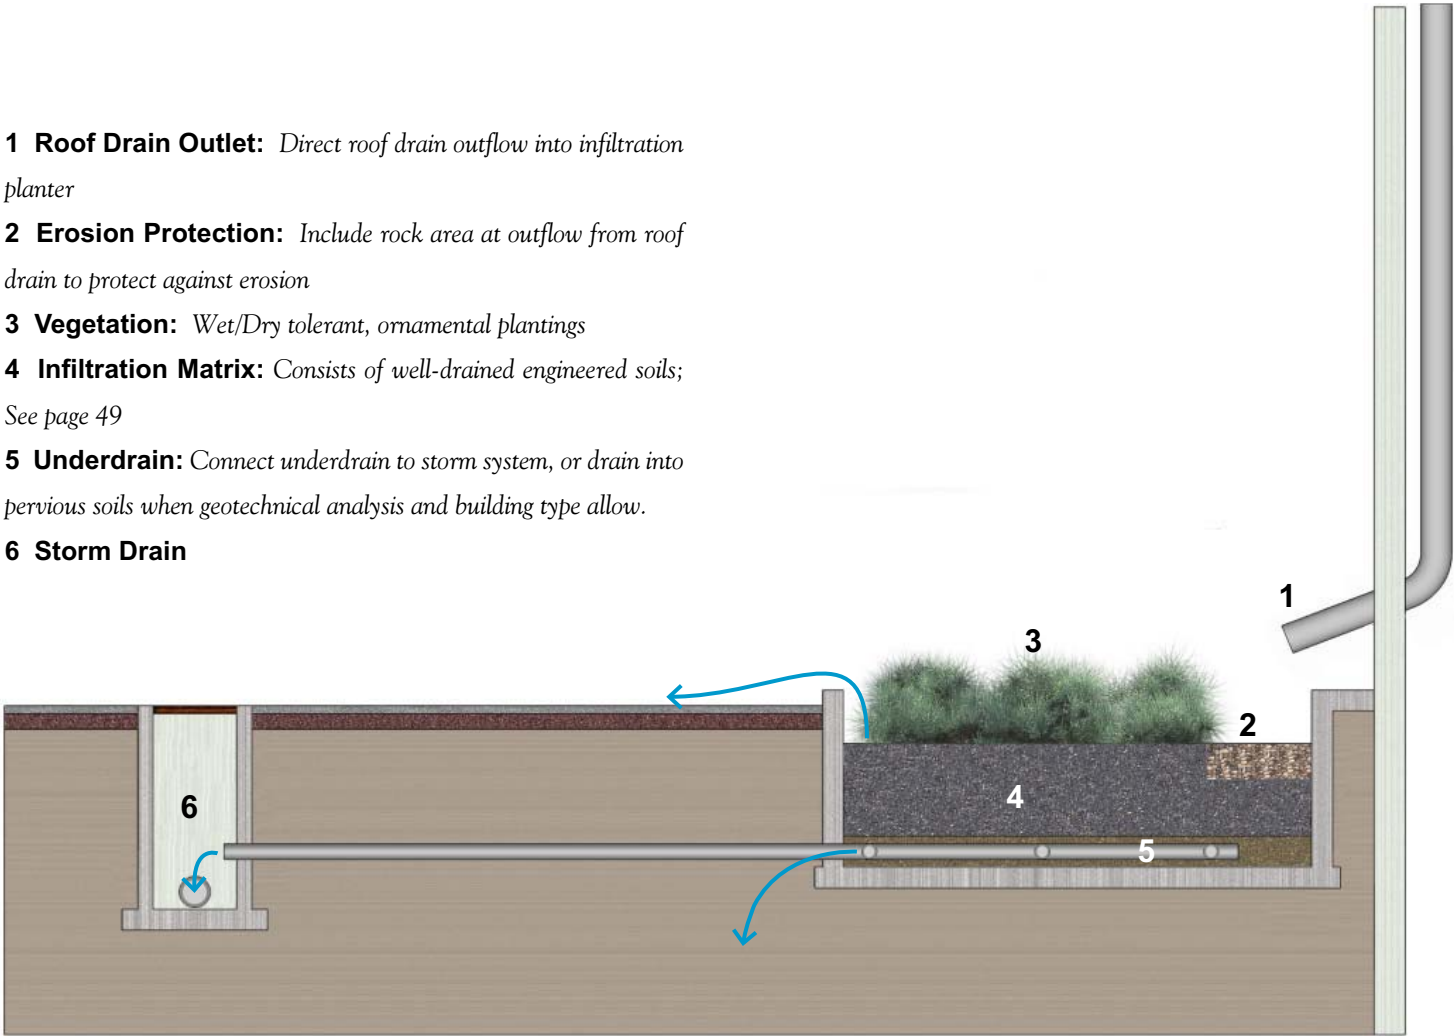 1 Roof Drain Outlet: Direct roof drain outflow into infiltration
planter
2 Erosion Protection: Include rock area at outflow from roof
drain to protect against erosion
3 Vegetation: Wet/Dry tolerant, ornamental plantings
4 Infiltration Matrix: Consists of well-drained engineered soils;
See page 49
5 Underdrain: Connect underdrain to storm system, or drain into
pervious soils when geotechnical analysis and building type allow.
6 Storm Drain
1
3
2
4
6
5